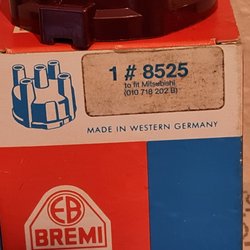 1 # 8525
to fit Mitsubishi
(010 718 202 B)
MADE IN WESTERN GERMANY
EB
BREMI